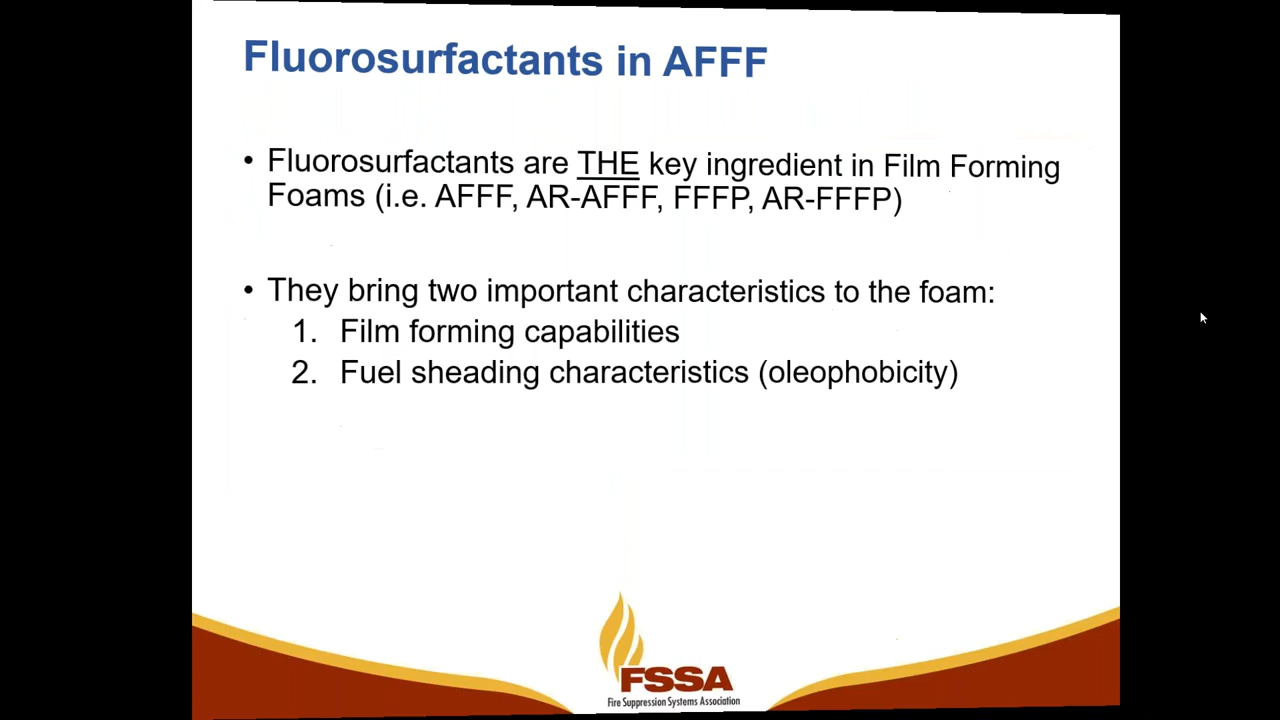 Fluorosurfactants in AFFF
• Fluorosurfactants are THE key ingredient in Film Forming
Foams (i.e. AFFF, AR-AFFF, FFFP, AR-FFFP)
• They bring two important characteristics to the foam:
1. Film forming capabilities
2. Fuel sheading characteristics (oleophobicity)
FSSA
Fire Suppression Systems Association